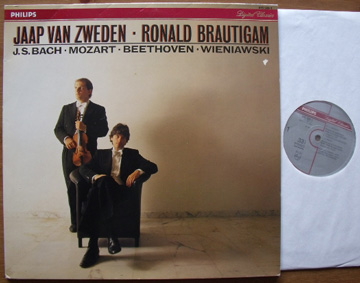 PHILIPS
Digital Classics
JAAP VAN ZWEDEN · RONALD BRAUTIGAM
J.S. BACH · MOZART · BEETHOVEN · WIENIAWSKI